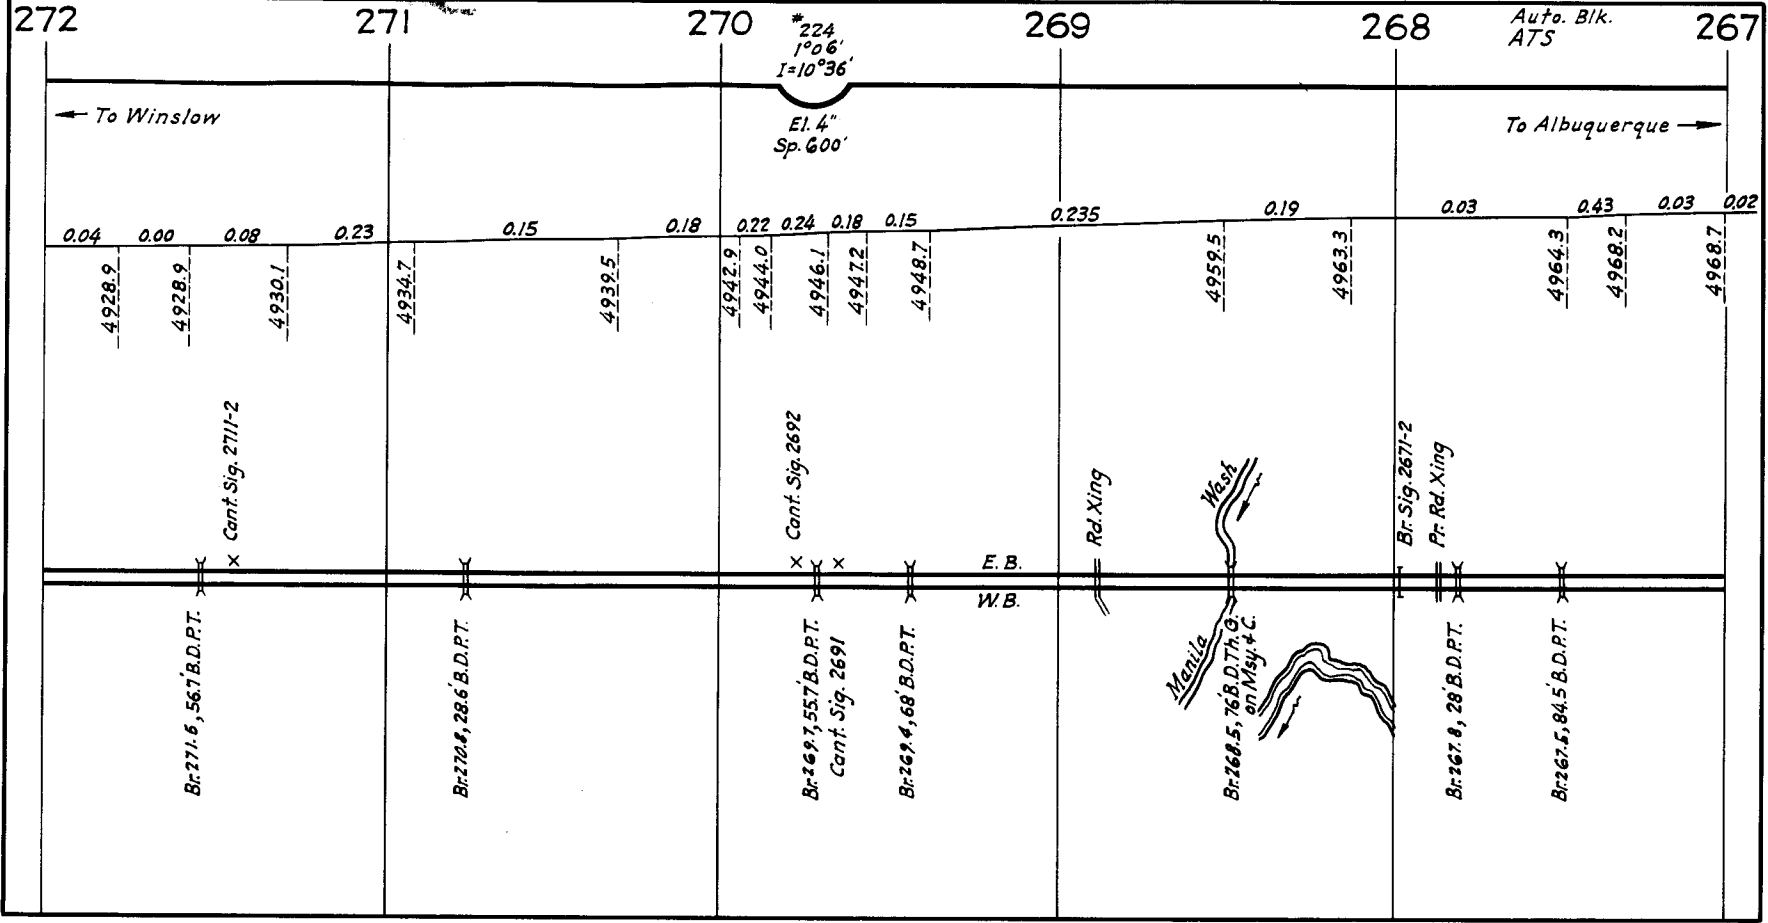 272 271 270 269 268 267
#224
1°06'
I=10°36'
Auto. Blk.
ATS
← To Winslow
El. 4"
Sp. 600'
To Albuquerque →
0.04 0.00 0.08 0.23 0.15 0.18 0.22 0.24 0.18 0.15 0.235 0.19 0.03 0.43 0.03 0.02
4928.9
4928.9
4930.1
4934.7
4939.5
4942.9
4944.0
4946.1
4947.2
4948.7
4959.5
4963.3
4964.3
4968.2
4968.7
Cant. Sig. 2711-2
Cant. Sig. 2692
Rd. Xing
Wash
Br. Sig. 2671-2
Pr. Rd. Xing
E. B.
W. B.
Br. 271.6, 56.7' B.D.P.T.
Br. 270.8, 28.6' B.D.P.T.
Br. 269.7, 55.7' B.D.P.T.
Cant. Sig. 2691
Br. 269.4, 68' B.D.P.T.
Manila
Br. 268.5, 76' B.D.Th.G.
on Msy. & C.
Br. 267.8, 28' B.D.P.T.
Br. 267.5, 84.5' B.D.P.T.